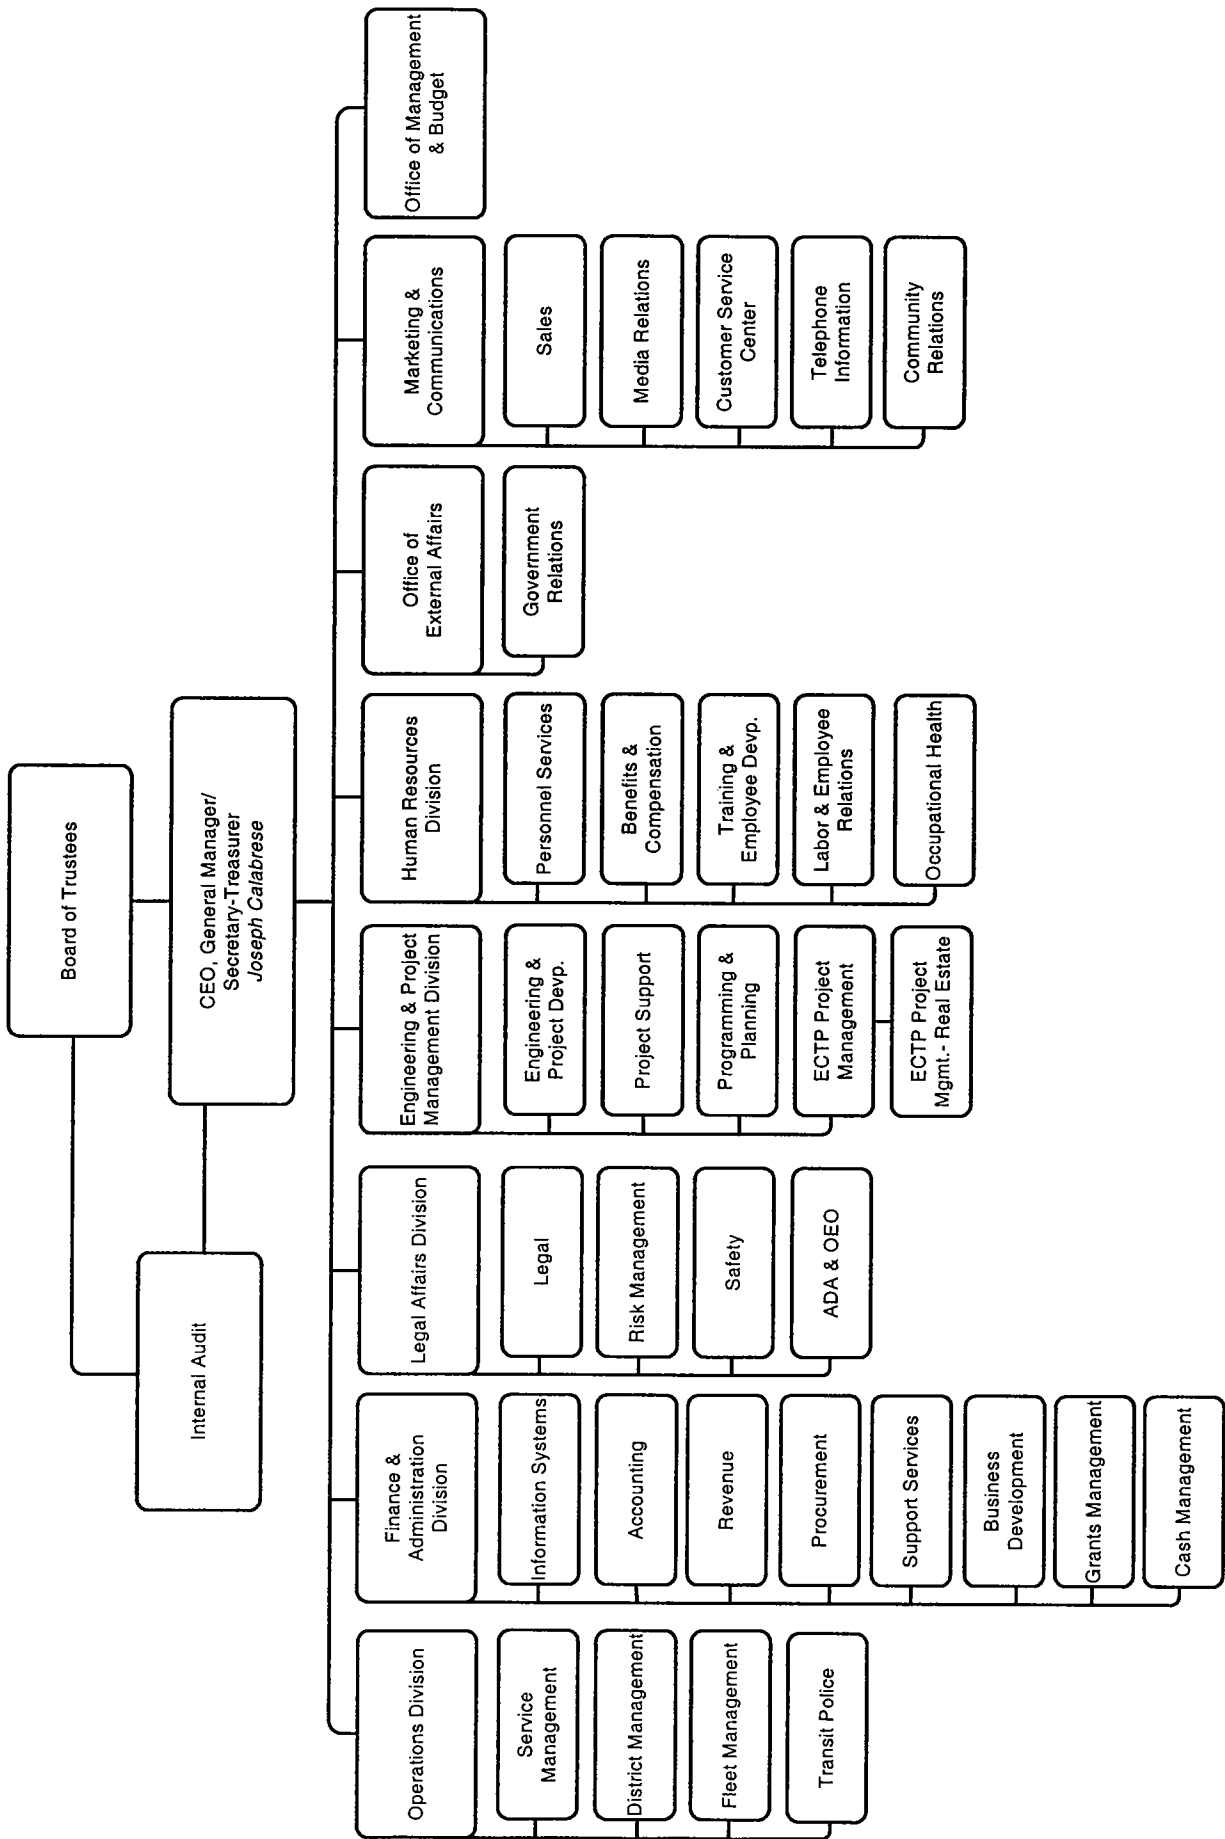 Board of Trustees
CEO, General Manager/
Secretary-Treasurer
Joseph Calabrese
Internal Audit
Operations Division
Service
Management
District Management
Fleet Management
Transit Police
Finance &
Administration
Division
Information Systems
Accounting
Revenue
Procurement
Support Services
Business
Development
Grants Management
Cash Management
Legal Affairs Division
Legal
Risk Management
Safety
ADA & OEO
Engineering & Project
Management Division
Engineering &
Project Devp.
Project Support
Programming &
Planning
ECTP Project
Management
ECTP Project
Mgmt.- Real Estate
Human Resources
Division
Personnel Services
Benefits &
Compensation
Training &
Employee Devp.
Labor & Employee
Relations
Occupational Health
Office of
External Affairs
Government
Relations
Marketing &
Communications
Sales
Media Relations
Customer Service
Center
Telephone
Information
Community
Relations
Office of Management
& Budget